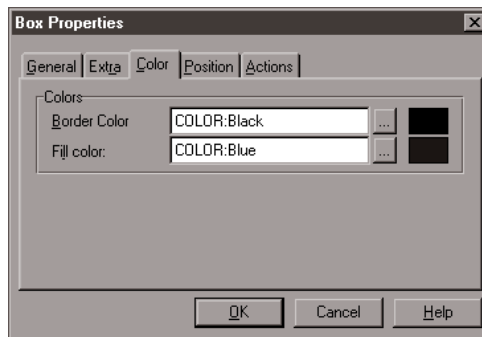 Box Properties
General Extra Color Position Actions
Colors
Border Color COLOR:Black ...
Fill color: COLOR:Blue ...
OK Cancel Help